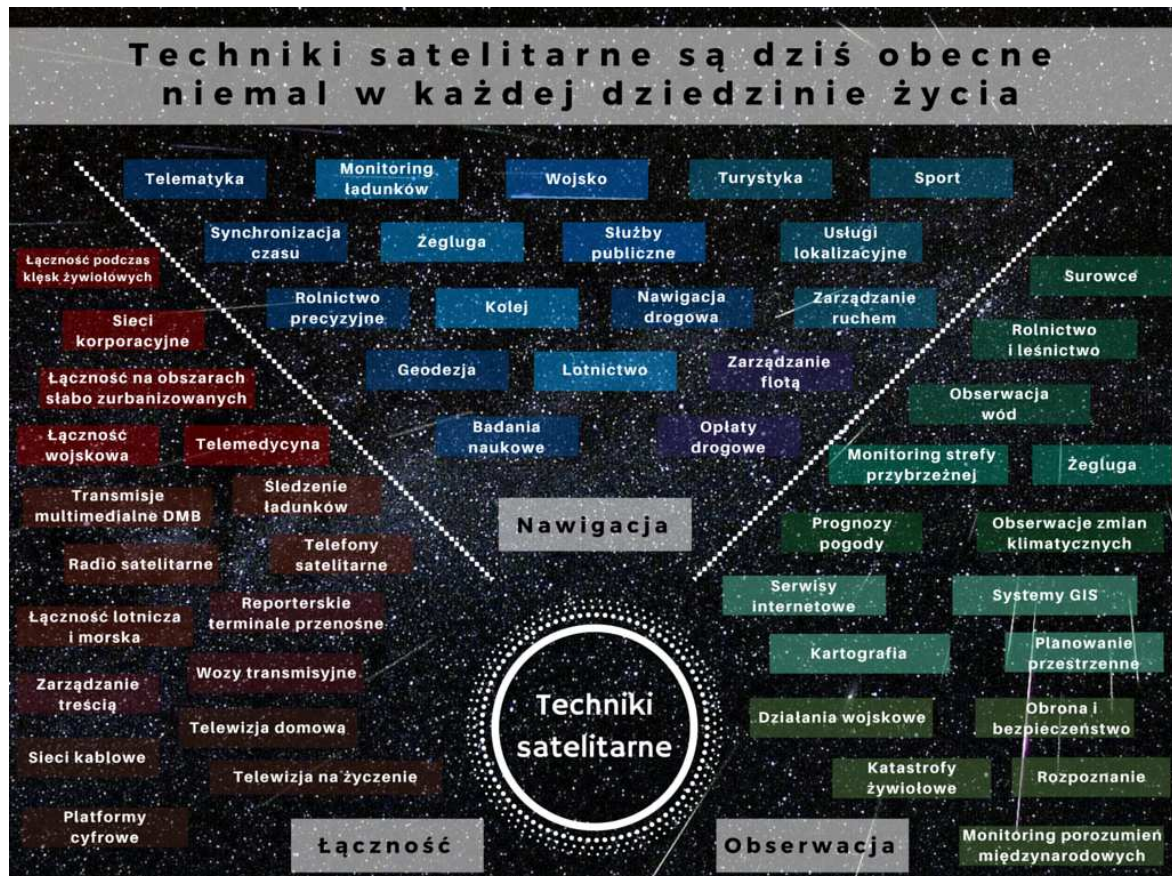 Techniki satelitarne są dziś obecne
niemal w każdej dziedzinie życia
Telematyka
Monitoring
ładunków
Wojsko
Turystyka
Sport
Synchronizacja
czasu
Żegluga
Służby
publiczne
Usługi
lokalizacyjne
Rolnictwo
precyzyjne
Kolej
Nawigacja
drogowa
Zarządzanie
ruchem
Geodezja
Lotnictwo
Zarządzanie
flotą
Badania
naukowe
Opłaty
drogowe
Nawigacja
Łączność podczas
klęsk żywiołowych
Sieci
korporacyjne
Łączność na obszarach
słabo zurbanizowanych
Łączność
wojskowa
Telemedycyna
Transmisje
multimedialne DMB
Śledzenie
ładunków
Radio satelitarne
Telefony
satelitarne
Łączność lotnicza
i morska
Reporterskie
terminale przenośne
Wozy transmisyjne
Zarządzanie
treścią
Telewizja domowa
Sieci kablowe
Telewizja na życzenie
Platformy
cyfrowe
Łączność
Techniki
satelitarne
Surowce
Rolnictwo
i leśnictwo
Obserwacja
wód
Monitoring strefy
przybrzeżnej
Żegluga
Prognozy
pogody
Obserwacje zmian
klimatycznych
Serwisy
internetowe
Systemy GIS
Kartografia
Planowanie
przestrzenne
Działania wojskowe
Obrona i
bezpieczeństwo
Katastrofy
żywiołowe
Rozpoznanie
Monitoring porozumień
międzynarodowych
Obserwacja